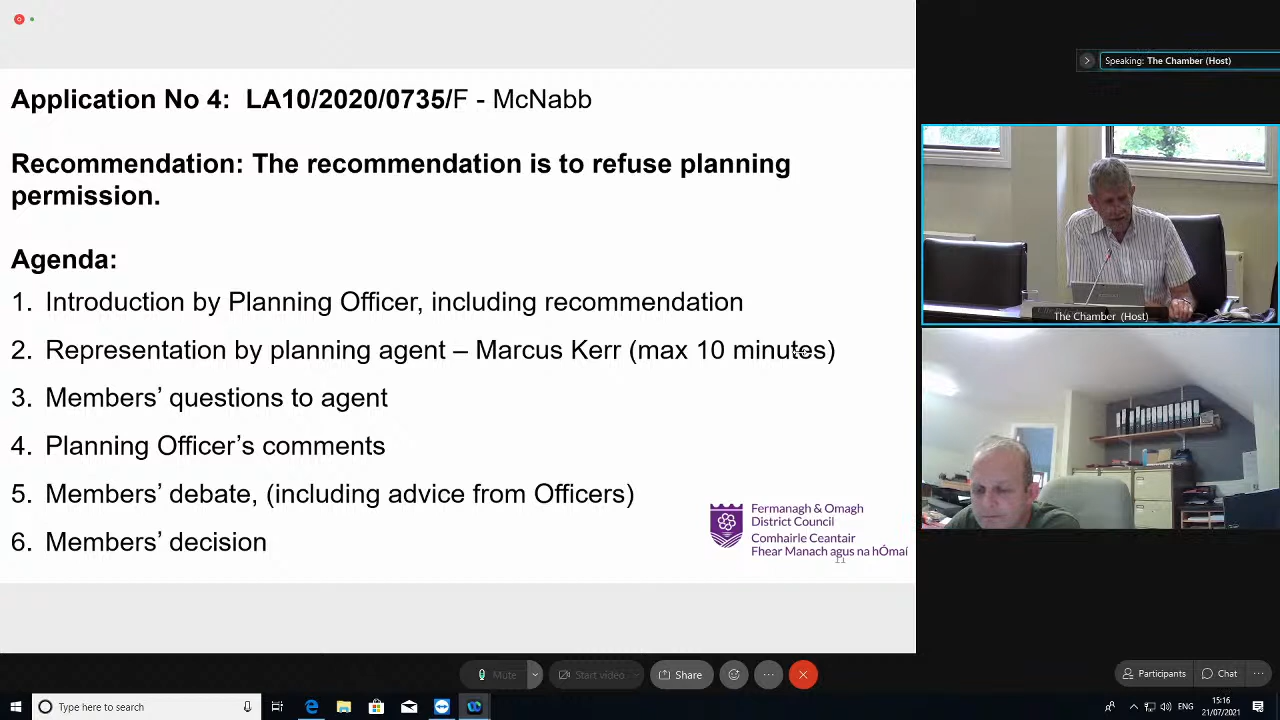 Application No 4: LA10/2020/0735/F - McNabb
Recommendation: The recommendation is to refuse planning
permission.
Agenda:
1. Introduction by Planning Officer, including recommendation
2. Representation by planning agent – Marcus Kerr (max 10 minutes)
3. Members’ questions to agent
4. Planning Officer’s comments
5. Members’ debate, (including advice from Officers)
6. Members’ decision
Fermanagh & Omagh
District Council
Comhairle Ceantair
Fhear Manach agus na hÓmaí
11
Speaking: The Chamber (Host)
The Chamber (Host)
Mute
Start video
Share
Participants
Chat
Type here to search
ENG
15:16
21/07/2021